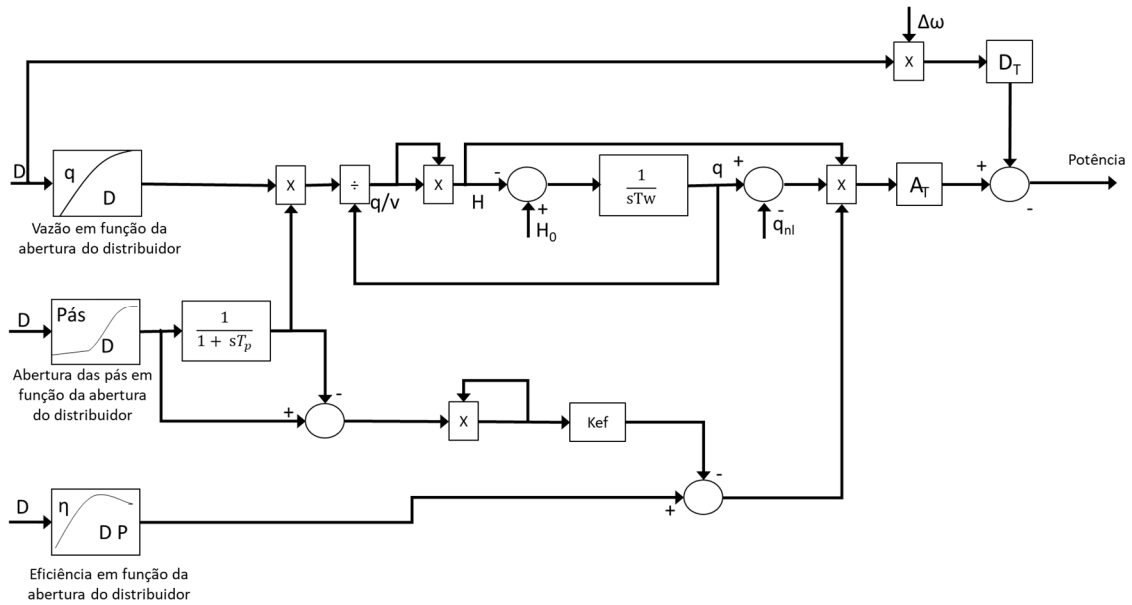 Δω
X
D_T
D
q
D
Vazão em função da
abertura do distribuidor
X
÷
q/v
X
H
-
+
H_0
1
sTw
q
+
-
q_nl
X
A_T
+
-
Potência
D
Pás
D
Abertura das pás em
função da abertura
do distribuidor
1
1 + sT_p
+
-
X
Kef
-
+
D
η
D P
Eficiência em função da
abertura do distribuidor